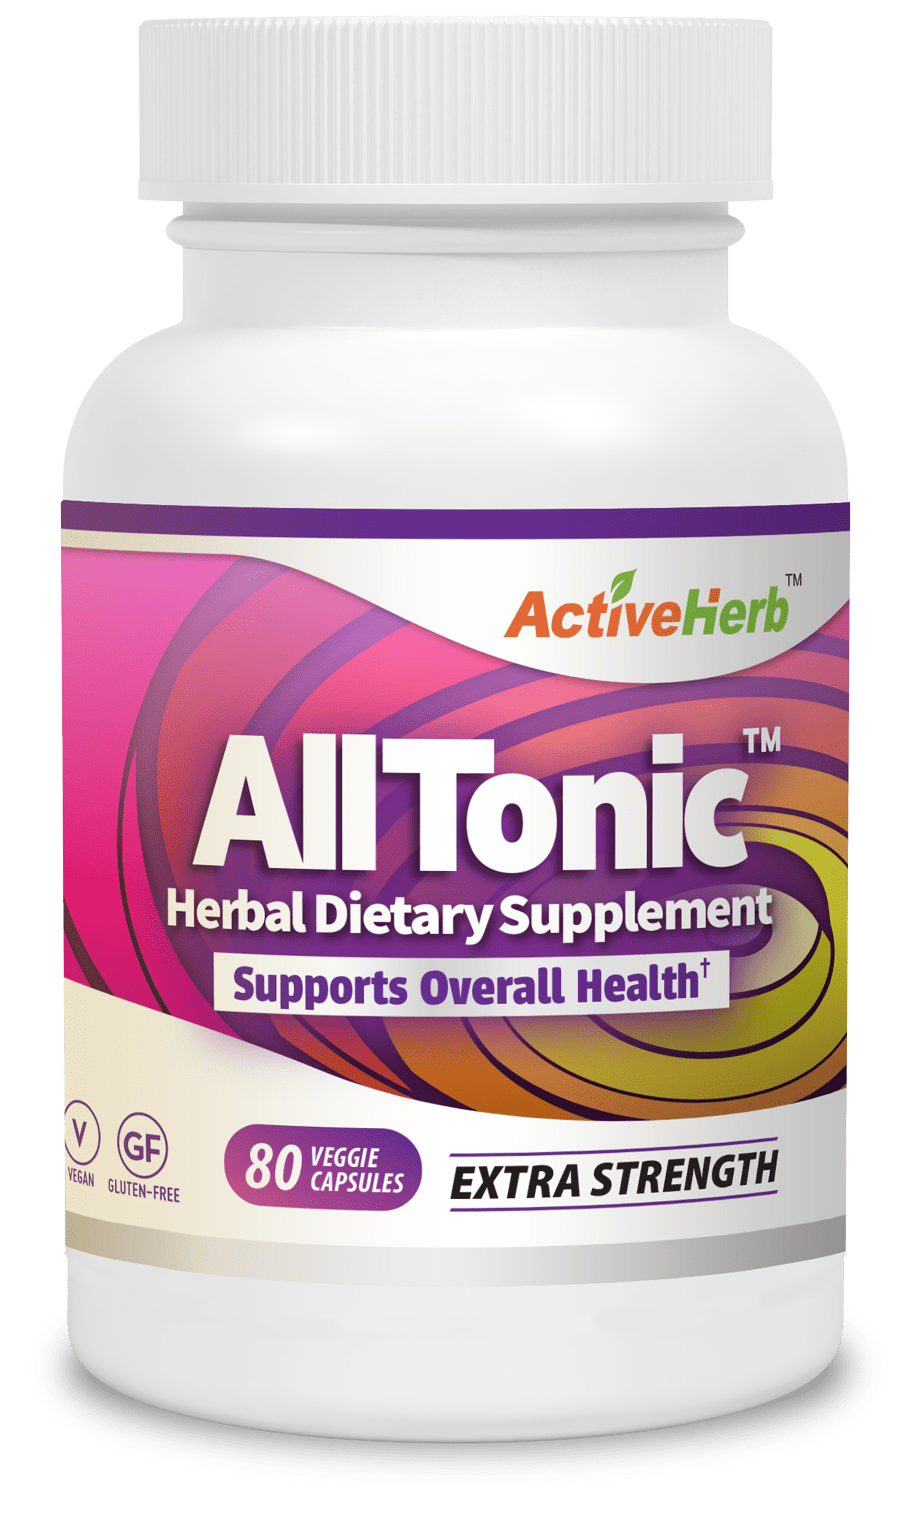 ActiveHerb™
AllTonic™
Herbal Dietary Supplement
Supports Overall Health†
V
VEGAN
GF
GLUTEN-FREE
80 VEGGIE
CAPSULES
EXTRA STRENGTH